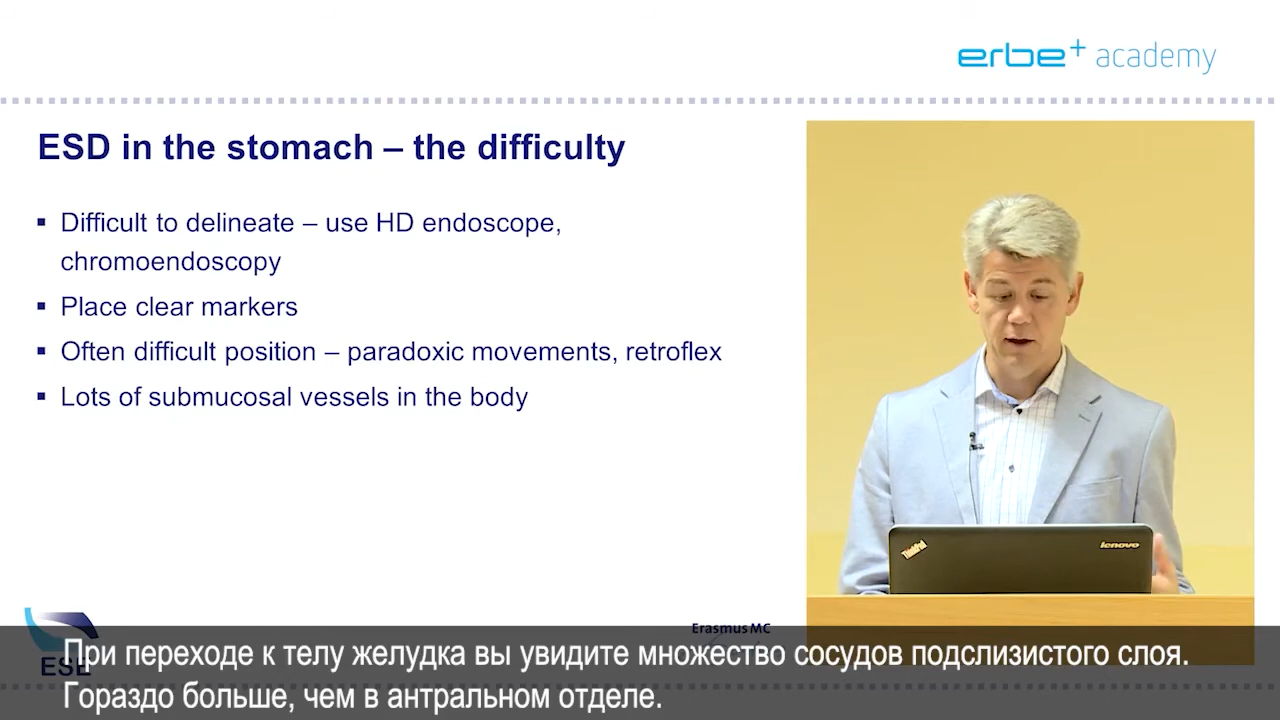 erbe+ academy
ESD in the stomach – the difficulty
▪ Difficult to delineate – use HD endoscope,
chromoendoscopy
▪ Place clear markers
▪ Often difficult position – paradoxic movements, retroflex
▪ Lots of submucosal vessels in the body
ThinkPad
lenovo
Erasmus MC
При переходе к телу желудка вы увидите множество сосудов подслизистого слоя.
Гораздо больше, чем в антральном отделе.